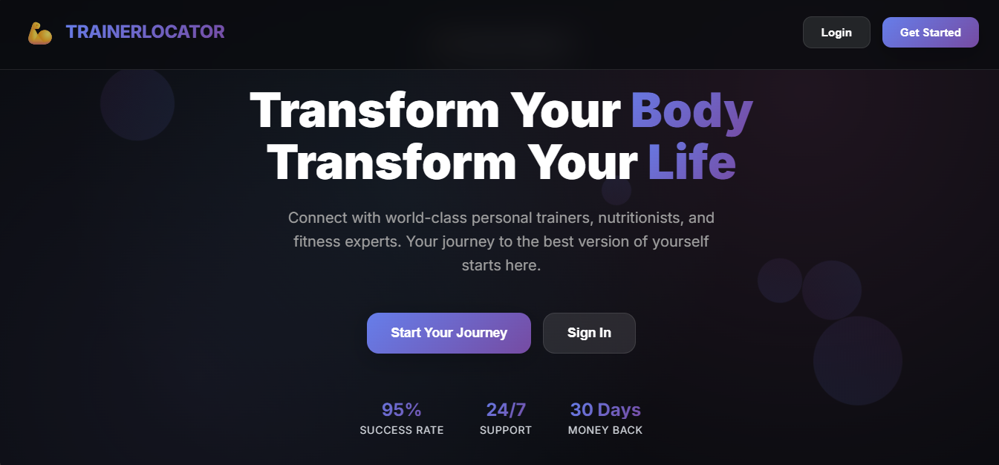 TRAINERLOCATOR
Login
Get Started
Transform Your Body
Transform Your Life
Connect with world-class personal trainers, nutritionists, and
fitness experts. Your journey to the best version of yourself
starts here.
Start Your Journey
Sign In
95%
SUCCESS RATE
24/7
SUPPORT
30 Days
MONEY BACK